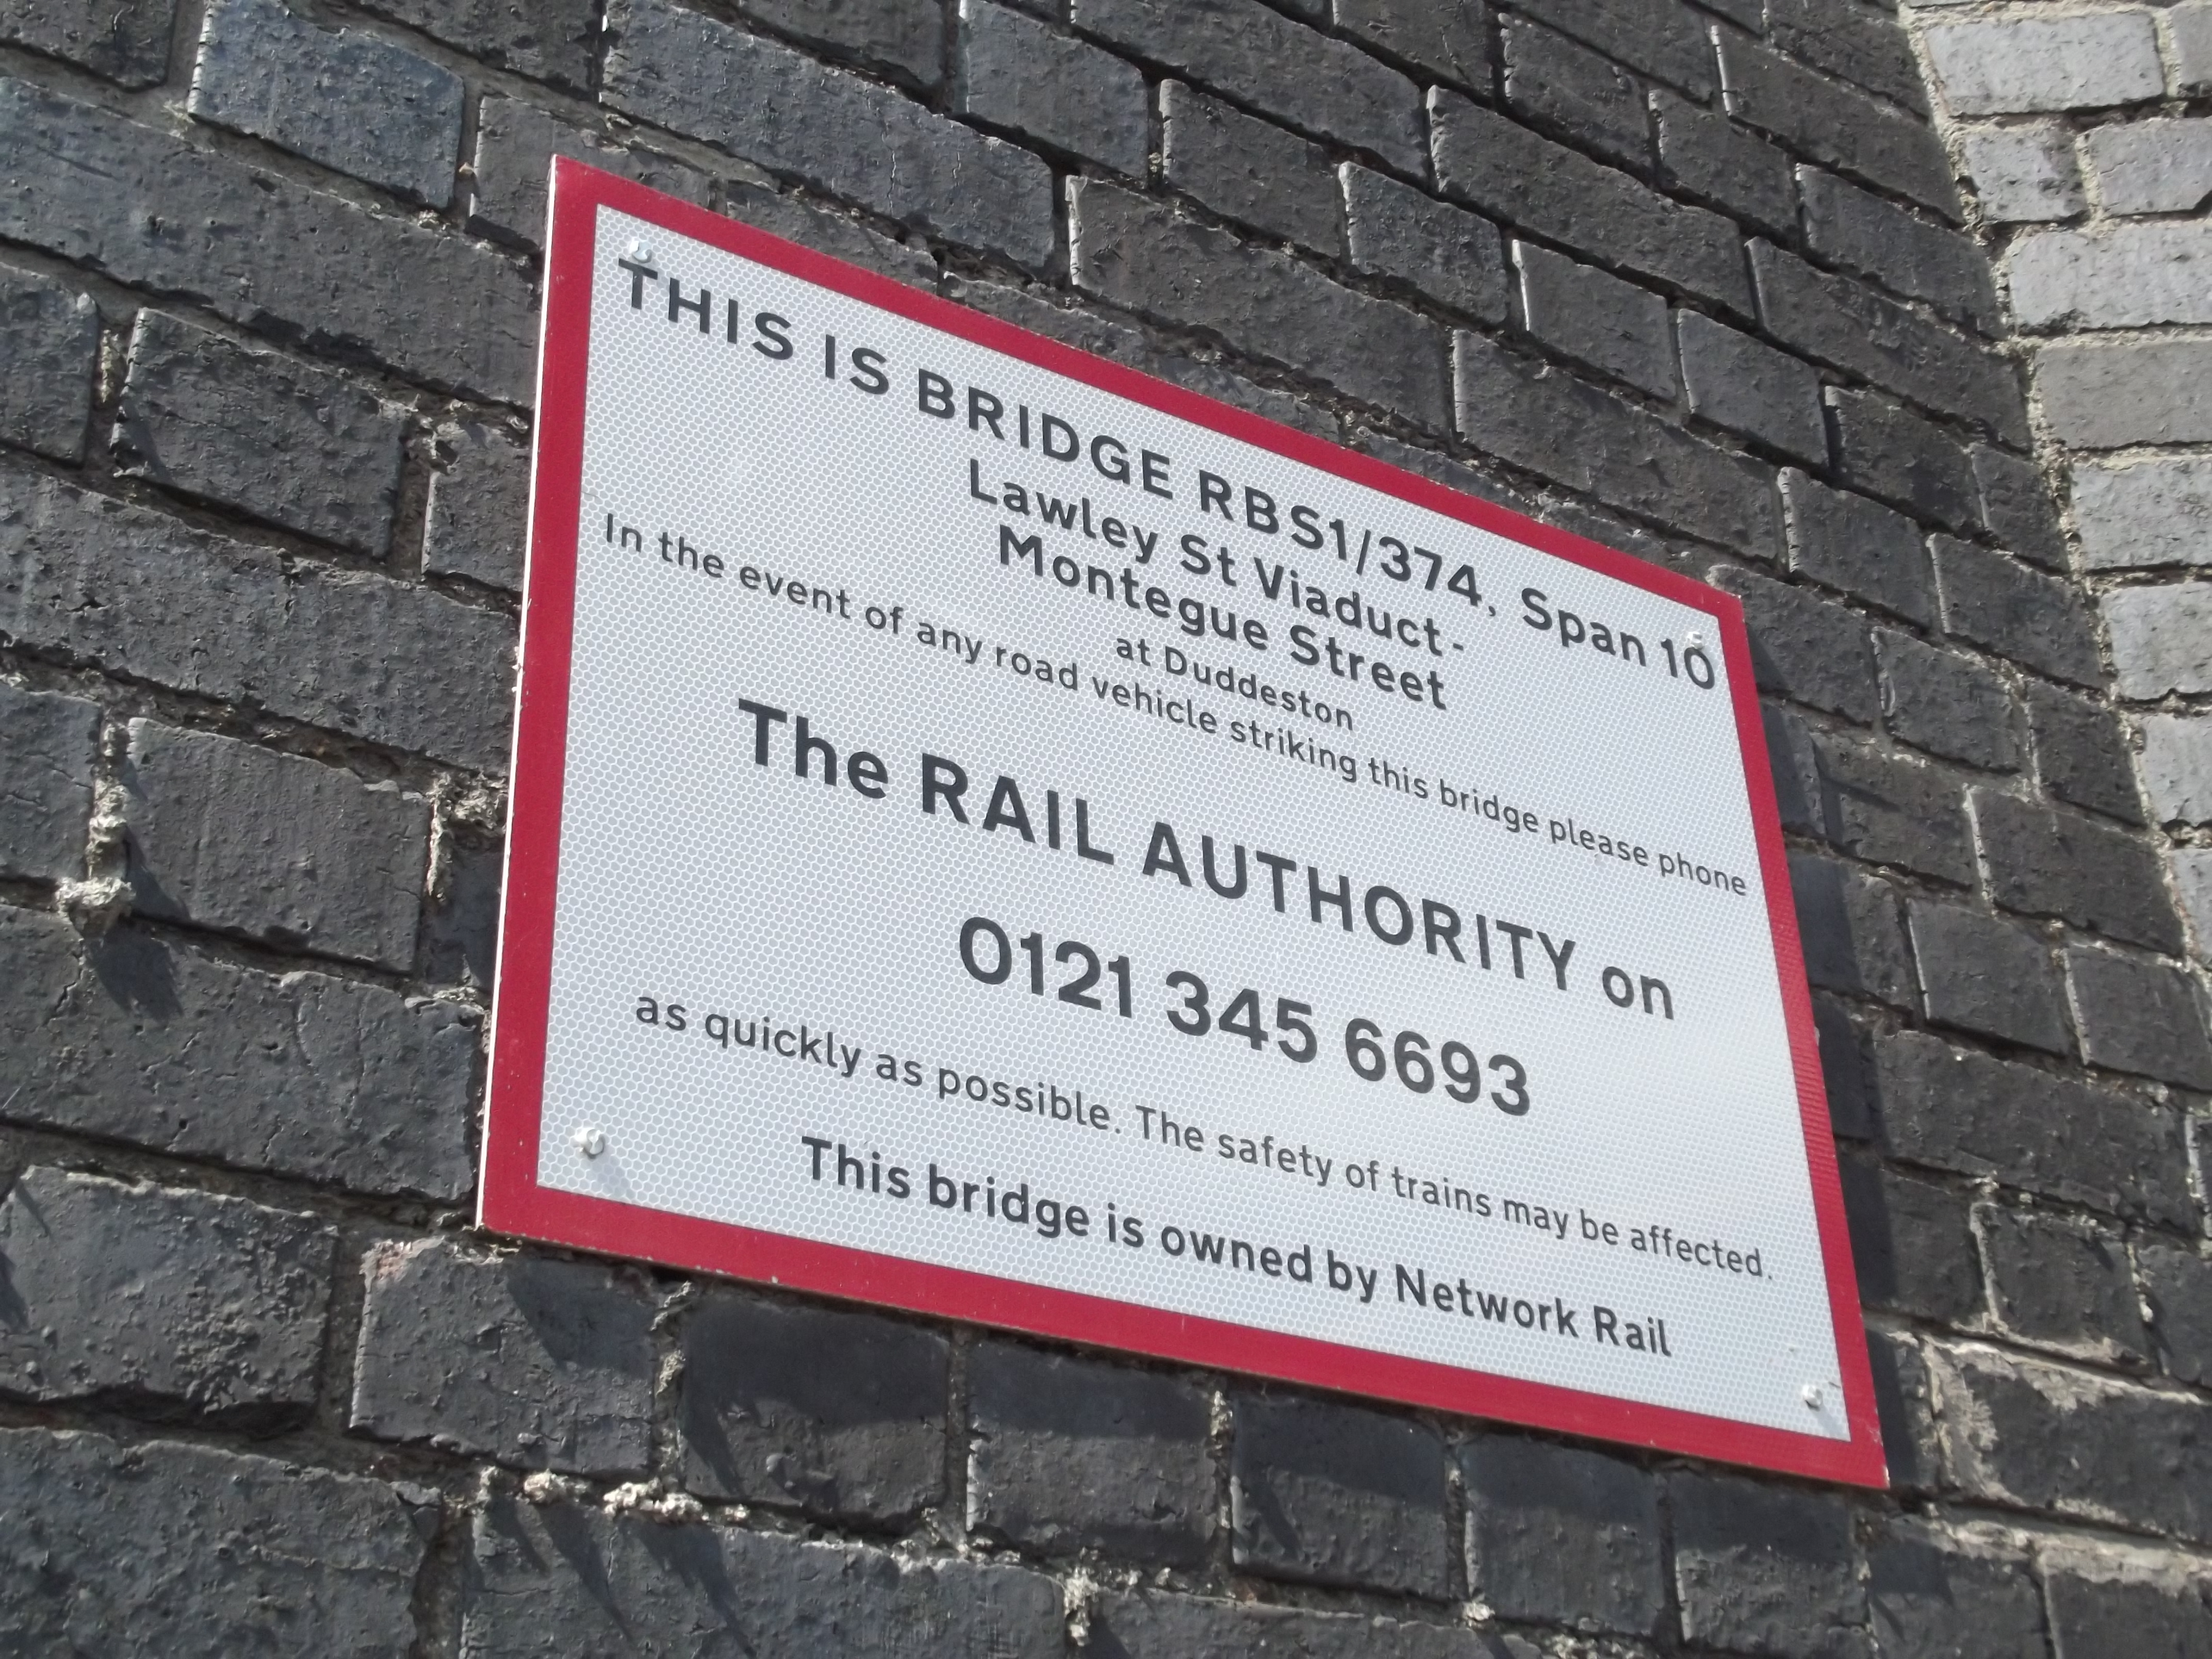 THIS IS BRIDGE RBS1/374, Span 10
Lawley St Viaduct -
Montegue Street
at Duddeston
In the event of any road vehicle striking this bridge please phone
The RAIL AUTHORITY on
0121 345 6693
as quickly as possible. The safety of trains may be affected.
This bridge is owned by Network Rail